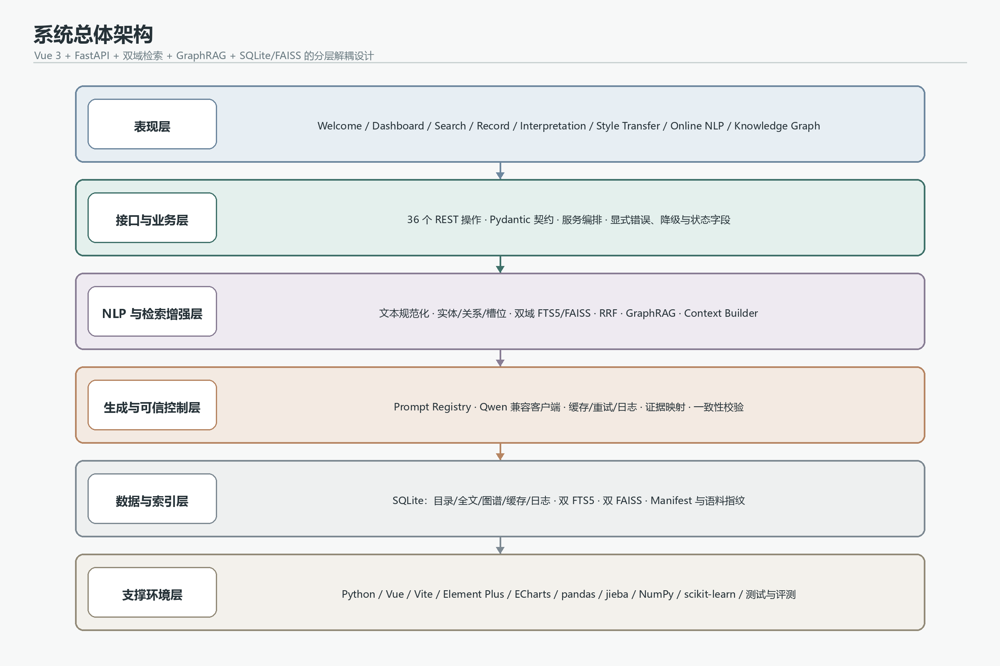 系统总体架构
Vue 3 + FastAPI + 双域检索 + GraphRAG + SQLite/FAISS 的分层解耦设计
表现层
Welcome / Dashboard / Search / Record / Interpretation / Style Transfer / Online NLP / Knowledge Graph
接口与业务层
36 个 REST 操作 · Pydantic 契约 · 服务编排 · 显式错误、降级与状态字段
NLP 与检索增强层
文本规范化 · 实体/关系/槽位 · 双域 FTS5/FAISS · RRF · GraphRAG · Context Builder
生成与可信控制层
Prompt Registry · Qwen 兼容客户端 · 缓存/重试/日志 · 证据映射 · 一致性校验
数据与索引层
SQLite：目录/全文/图谱/缓存/日志 · 双 FTS5 · 双 FAISS · Manifest 与语料指纹
支撑环境层
Python / Vue / Vite / Element Plus / ECharts / pandas / jieba / NumPy / scikit-learn / 测试与评测